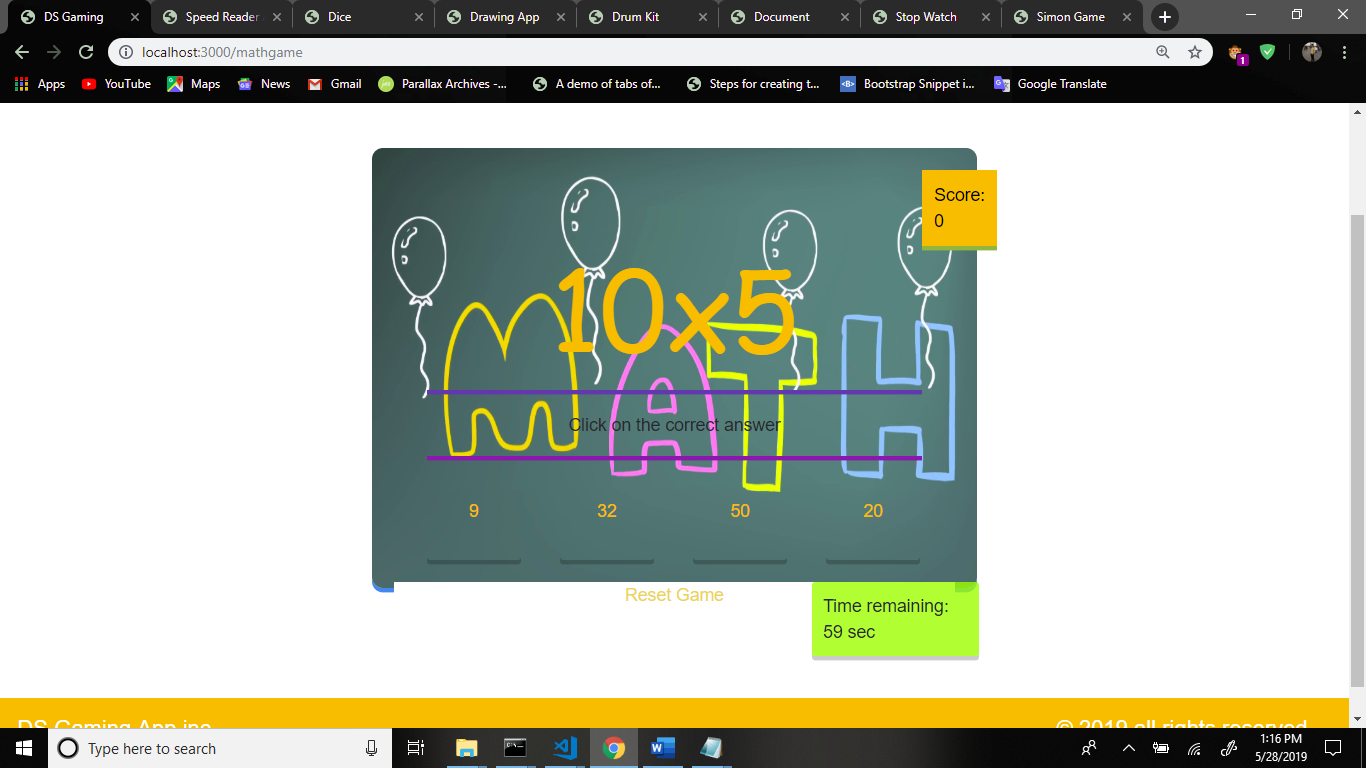 DS Gaming
Speed Reader
Dice
Drawing App
Drum Kit
Document
Stop Watch
Simon Game
localhost:3000/mathgame
1
Apps
YouTube
Maps
News
Gmail
Parallax Archives -...
A demo of tabs of...
Steps for creating t...
Bootstrap Snippet i...
Google Translate
Score:
0
10x5
MATH
Click on the correct answer
9 32 50 20
Reset Game
Time remaining:
59 sec
DS Gaming App inc
© 2019 all rights reserved
Type here to search
1:16 PM
5/28/2019